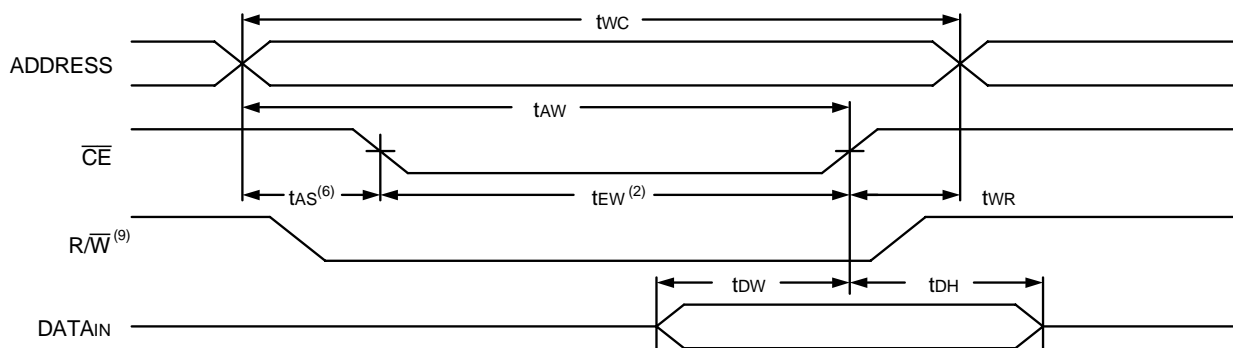 tWC
ADDRESS
tAW
CE
tAS(6)
tEW(2)
tWR
R/W(9)
tDW
tDH
DATAIN